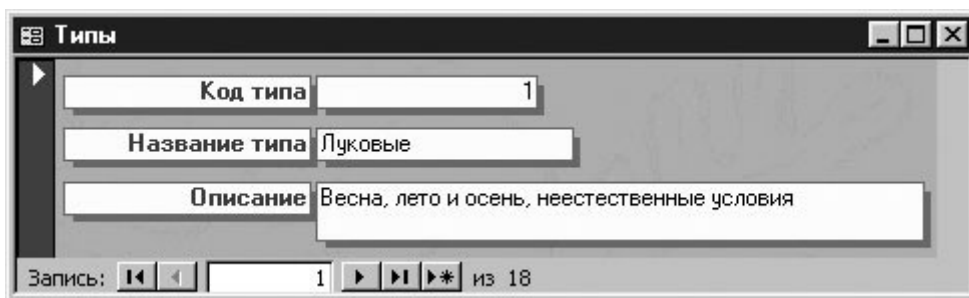 Типы
Код типа 1
Название типа Луковые
Описание Весна, лето и осень, неестественные условия
Запись: 1 из 18